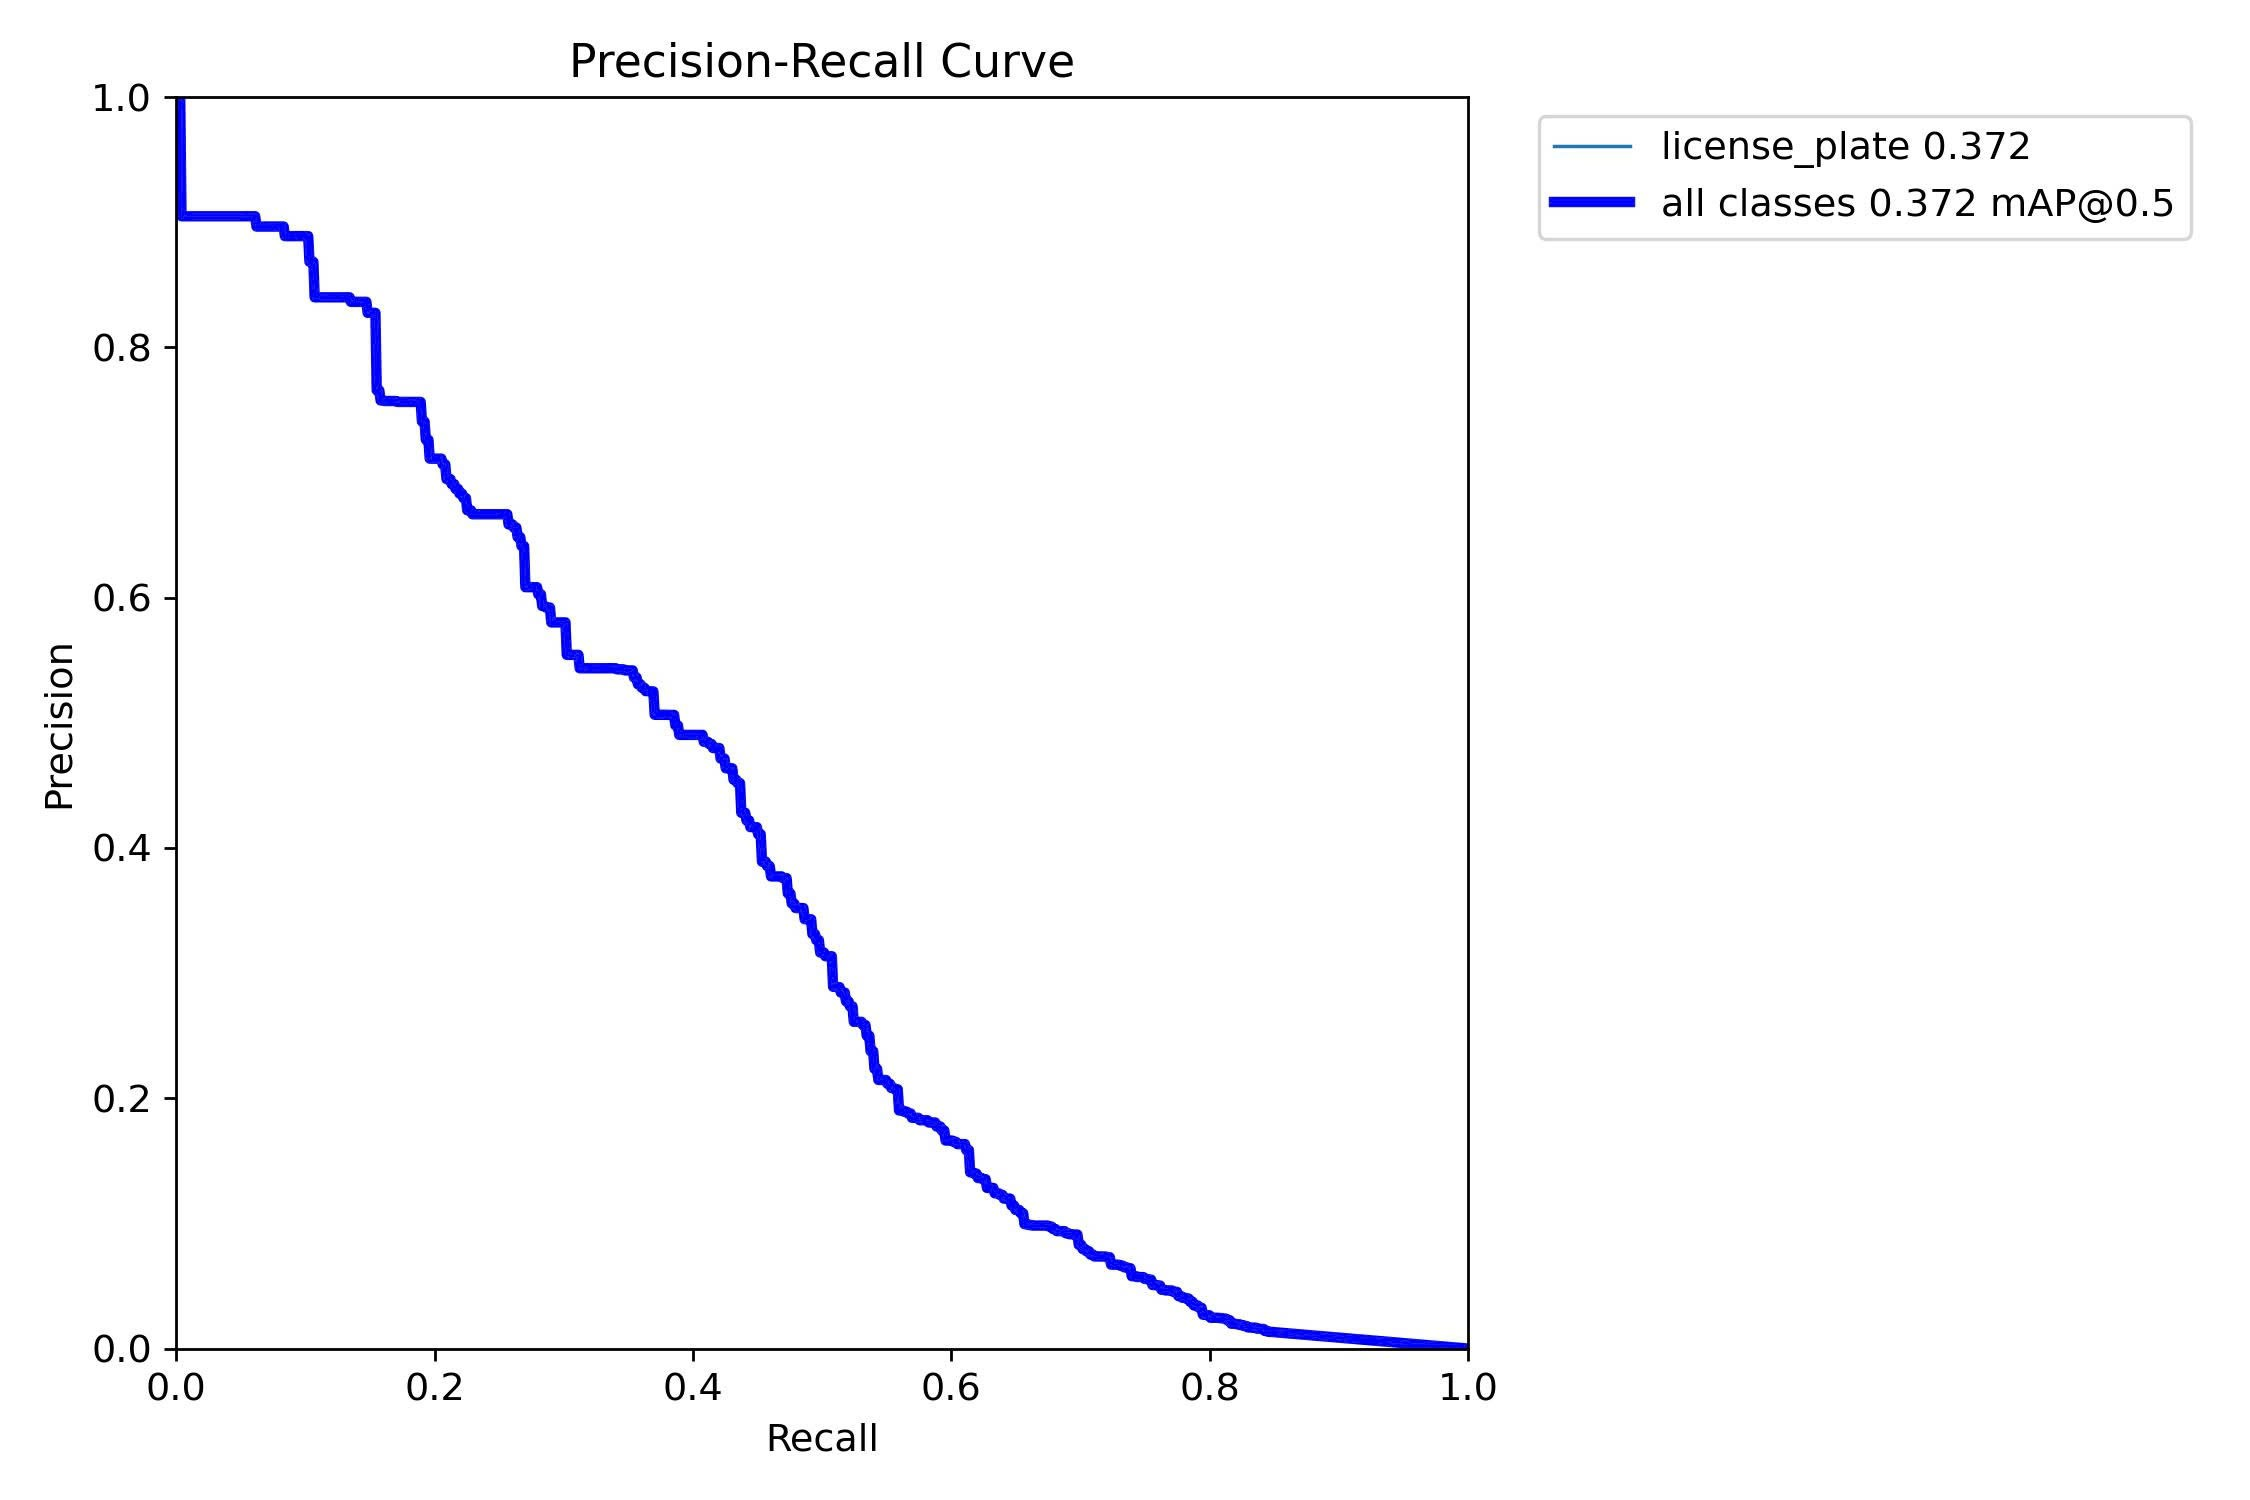 Precision-Recall Curve
license_plate 0.372
all classes 0.372 mAP@0.5
Precision
1.0
0.8
0.6
0.4
0.2
0.0
0.0 0.2 0.4 0.6 0.8 1.0
Recall